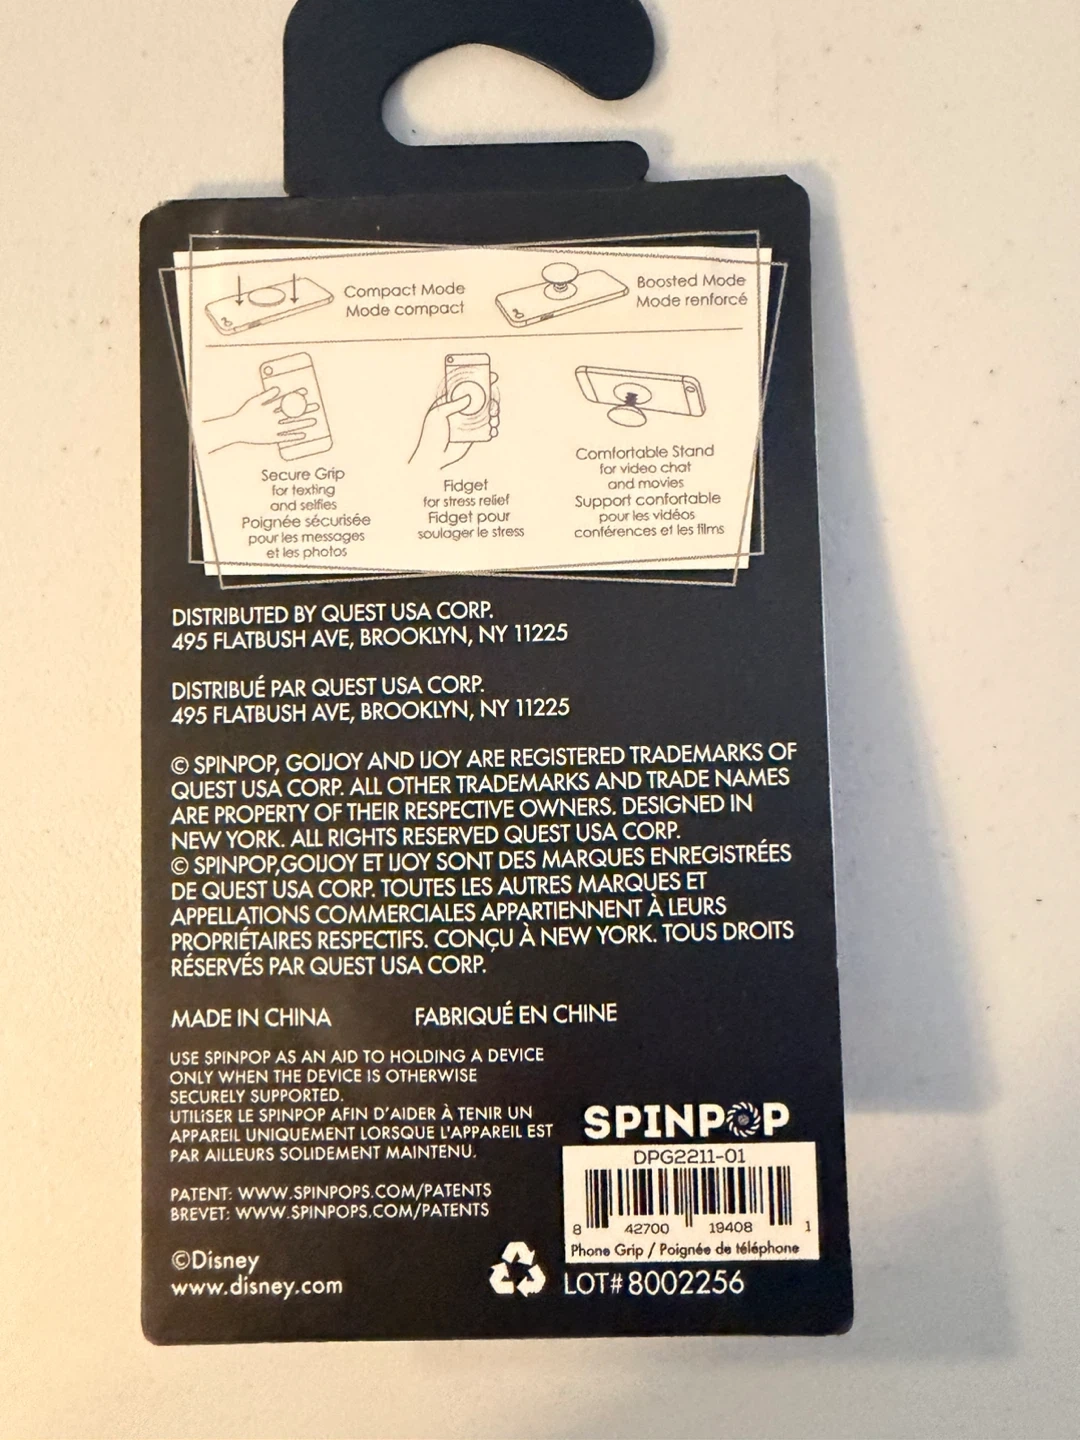 Compact Mode
Mode compact
Boosted Mode
Mode renforcé
Secure Grip
for texting
and selfies
Poignée sécurisée
pour les messages
et les photos
Fidget
for stress relief
Fidget pour
soulager le stress
Comfortable Stand
for video chat
and movies
Support confortable
pour les vidéos
conférences et les films
DISTRIBUTED BY QUEST USA CORP.
495 FLATBUSH AVE, BROOKLYN, NY 11225
DISTRIBUÉ PAR QUEST USA CORP.
495 FLATBUSH AVE, BROOKLYN, NY 11225
© SPINPOP, GOIJOY AND IJOY ARE REGISTERED TRADEMARKS OF
QUEST USA CORP. ALL OTHER TRADEMARKS AND TRADE NAMES
ARE PROPERTY OF THEIR RESPECTIVE OWNERS. DESIGNED IN
NEW YORK. ALL RIGHTS RESERVED QUEST USA CORP.
© SPINPOP,GOIJOY ET IJOY SONT DES MARQUES ENREGISTRÉES
DE QUEST USA CORP. TOUTES LES AUTRES MARQUES ET
APPELLATIONS COMMERCIALES APPARTIENNENT À LEURS
PROPRIÉTAIRES RESPECTIFS. CONÇU À NEW YORK. TOUS DROITS
RÉSERVÉS PAR QUEST USA CORP.
MADE IN CHINA FABRIQUÉ EN CHINE
USE SPINPOP AS AN AID TO HOLDING A DEVICE
ONLY WHEN THE DEVICE IS OTHERWISE
SECURELY SUPPORTED.
UTILISER LE SPINPOP AFIN D'AIDER À TENIR UN
APPAREIL UNIQUEMENT LORSQUE L'APPAREIL EST
PAR AILLEURS SOLIDEMENT MAINTENU.
PATENT: WWW.SPINPOPS.COM/PATENTS
BREVET: WWW.SPINPOPS.COM/PATENTS
©Disney
www.disney.com
SPINPOP
DPG2211-01
8 42700 19408 1
Phone Grip / Poignée de téléphone
LOT# 8002256